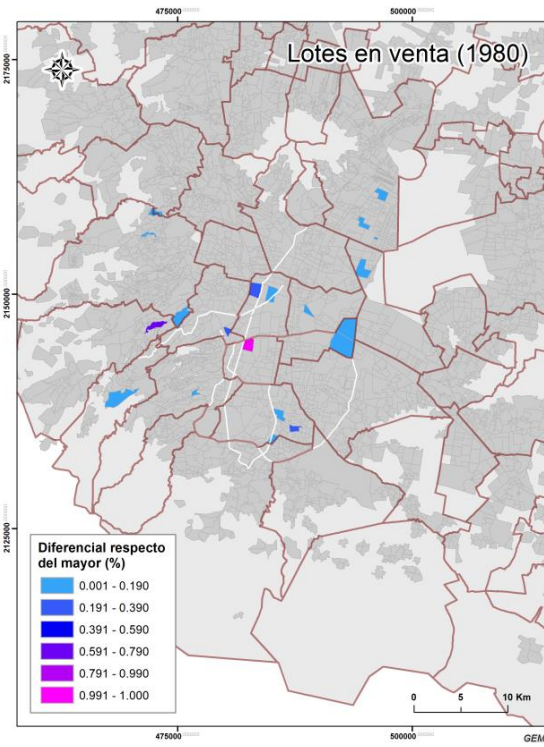 475000
500000
2175000
Lotes en venta (1980)
2150000
2125000
Diferencial respecto
del mayor (%)
0.001 - 0.190
0.191 - 0.390
0.391 - 0.590
0.591 - 0.790
0.791 - 0.990
0.991 - 1.000
0 5 10 Km
475000
500000
GEM